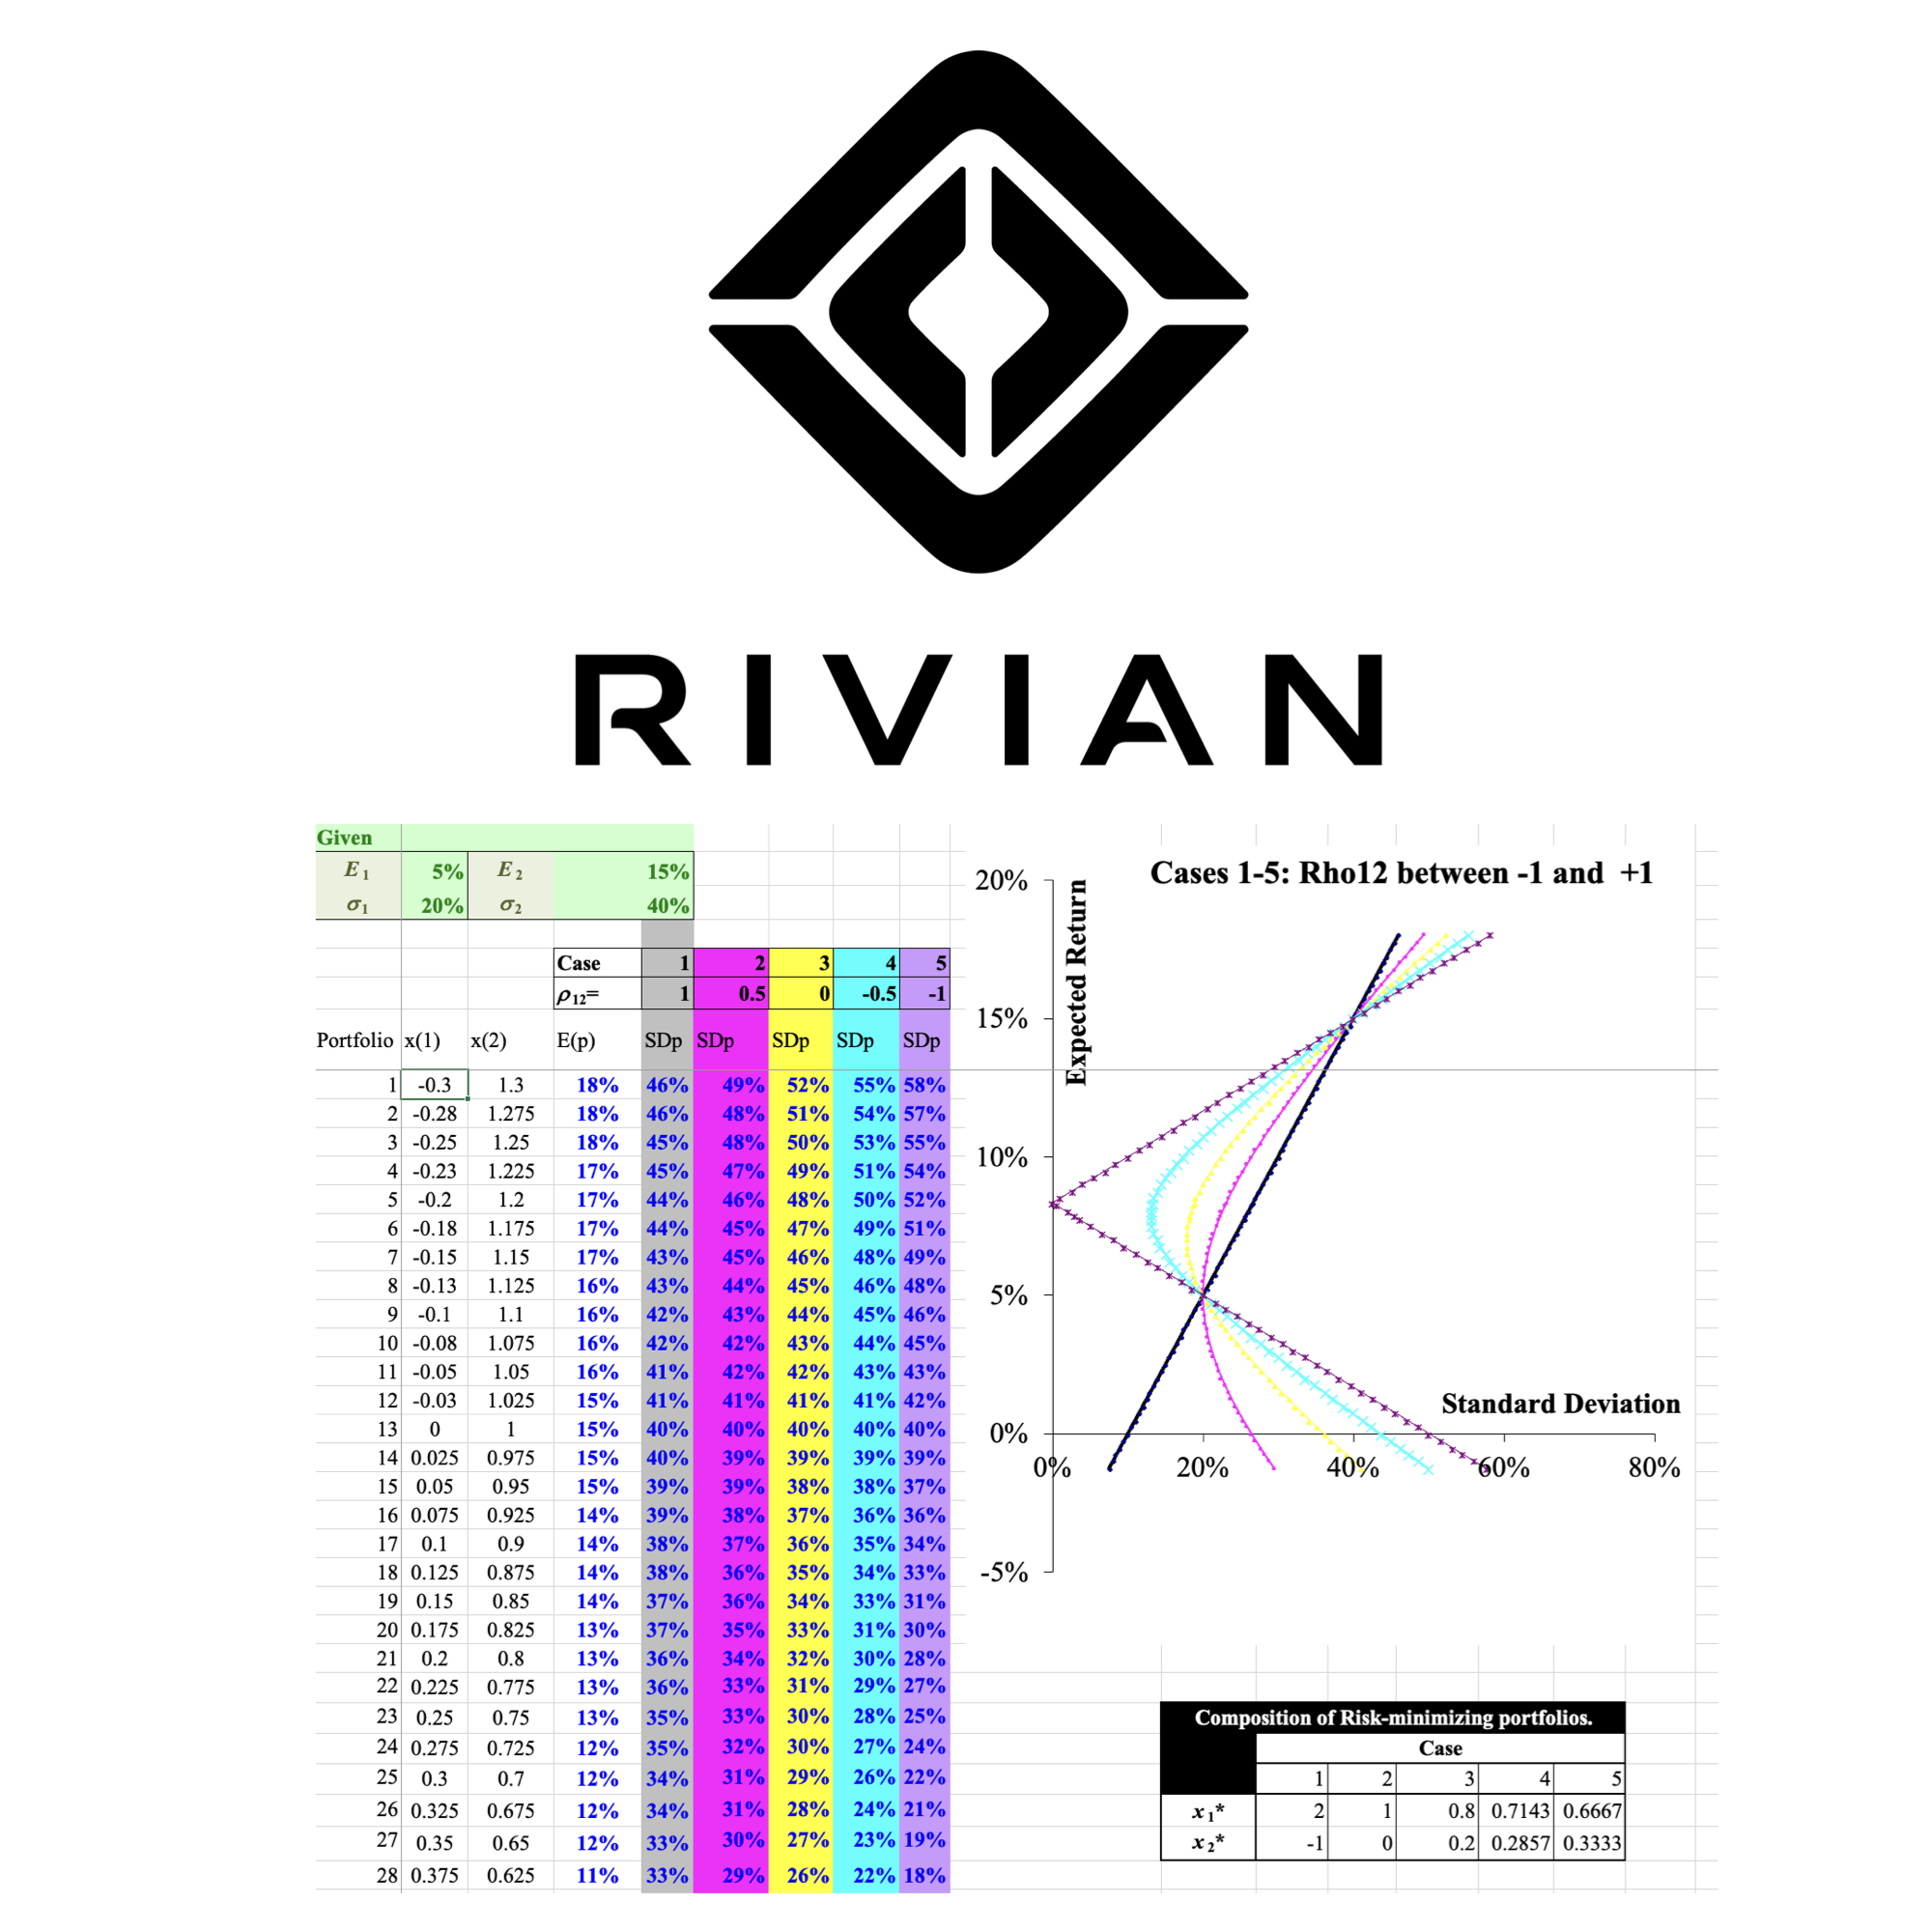 RIVIAN
Given
E1 5% E2 15%
σ1 20% σ2 40%
Case 1 2 3 4 5
ρ12= 1 0.5 0 -0.5 -1
Portfolio x(1) x(2) E(p) SDp SDp SDp SDp SDp
1 -0.3 1.3 18% 46% 49% 52% 55% 58%
2 -0.28 1.275 18% 46% 48% 51% 54% 57%
3 -0.25 1.25 18% 45% 48% 50% 53% 55%
4 -0.23 1.225 17% 45% 47% 49% 51% 54%
5 -0.2 1.2 17% 44% 46% 48% 50% 52%
6 -0.18 1.175 17% 44% 45% 47% 49% 51%
7 -0.15 1.15 17% 43% 45% 46% 48% 49%
8 -0.13 1.125 16% 43% 44% 45% 46% 48%
9 -0.1 1.1 16% 42% 43% 44% 45% 46%
10 -0.08 1.075 16% 42% 42% 43% 44% 45%
11 -0.05 1.05 16% 41% 42% 42% 43% 43%
12 -0.03 1.025 15% 41% 41% 41% 41% 42%
13 0 1 15% 40% 40% 40% 40% 40%
14 0.025 0.975 15% 40% 39% 39% 39% 39%
15 0.05 0.95 15% 39% 39% 38% 38% 37%
16 0.075 0.925 14% 39% 38% 37% 36% 36%
17 0.1 0.9 14% 38% 37% 36% 35% 34%
18 0.125 0.875 14% 38% 36% 35% 34% 33%
19 0.15 0.85 14% 37% 36% 34% 33% 31%
20 0.175 0.825 13% 37% 35% 33% 31% 30%
21 0.2 0.8 13% 36% 34% 32% 30% 28%
22 0.225 0.775 13% 36% 33% 31% 29% 27%
23 0.25 0.75 13% 35% 33% 30% 28% 25%
24 0.275 0.725 12% 35% 32% 30% 27% 24%
25 0.3 0.7 12% 34% 31% 29% 26% 22%
26 0.325 0.675 12% 34% 31% 28% 24% 21%
27 0.35 0.65 12% 33% 30% 27% 23% 19%
28 0.375 0.625 11% 33% 29% 26% 22% 18%
Cases 1-5: Rho12 between -1 and +1
Expected Return
20%
15%
10%
5%
0%
-5%
Standard Deviation
0% 20% 40% 60% 80%
Composition of Risk-minimizing portfolios.
Case
1 2 3 4 5
x1* 2 1 0.8 0.7143 0.6667
x2* -1 0 0.2 0.2857 0.3333